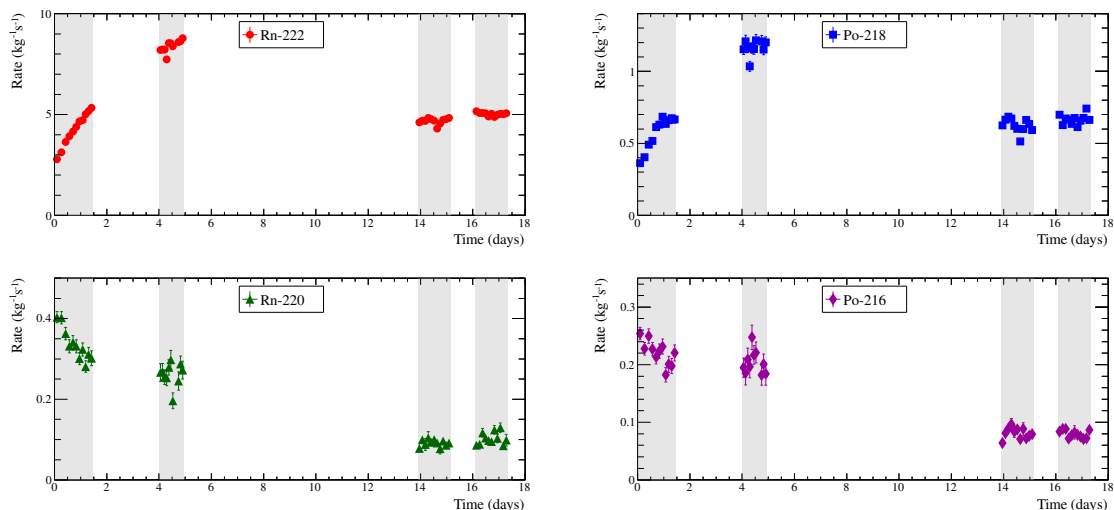 Rate (kg⁻¹s⁻¹)
10
5
0
Rn-222
0 2 4 6 8 10 12 14 16 18
Time (days)
Rate (kg⁻¹s⁻¹)
1
0.5
0
Po-218
0 2 4 6 8 10 12 14 16 18
Time (days)
Rate (kg⁻¹s⁻¹)
0.4
0.2
0
Rn-220
0 2 4 6 8 10 12 14 16 18
Time (days)
Rate (kg⁻¹s⁻¹)
0.3
0.2
0.1
0
Po-216
0 2 4 6 8 10 12 14 16 18
Time (days)